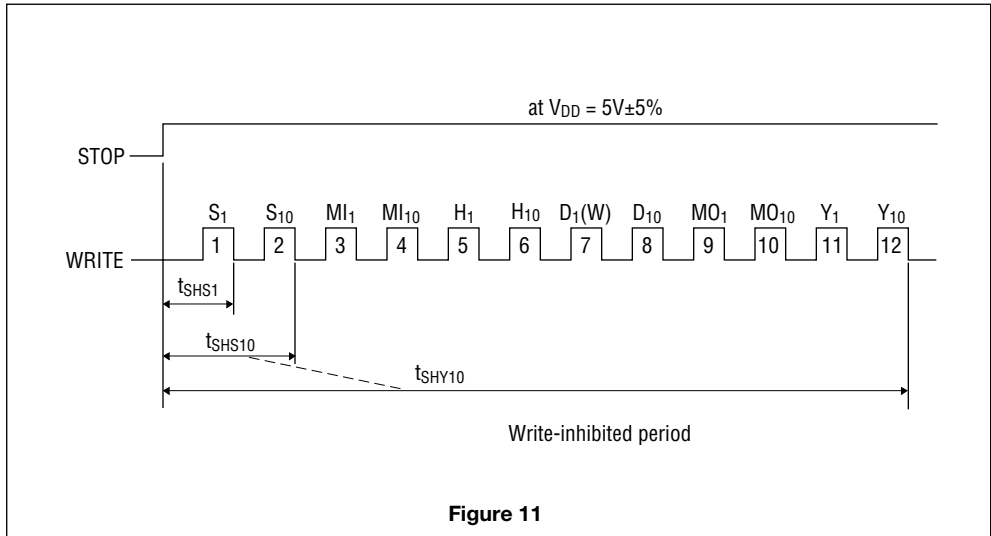 at VDD = 5V±5%
STOP
S1 S10 MI1 MI10 H1 H10 D1(W) D10 MO1 MO10 Y1 Y10
WRITE 1 2 3 4 5 6 7 8 9 10 11 12
tSHS1
tSHS10
tSHY10
Write-inhibited period
Figure 11